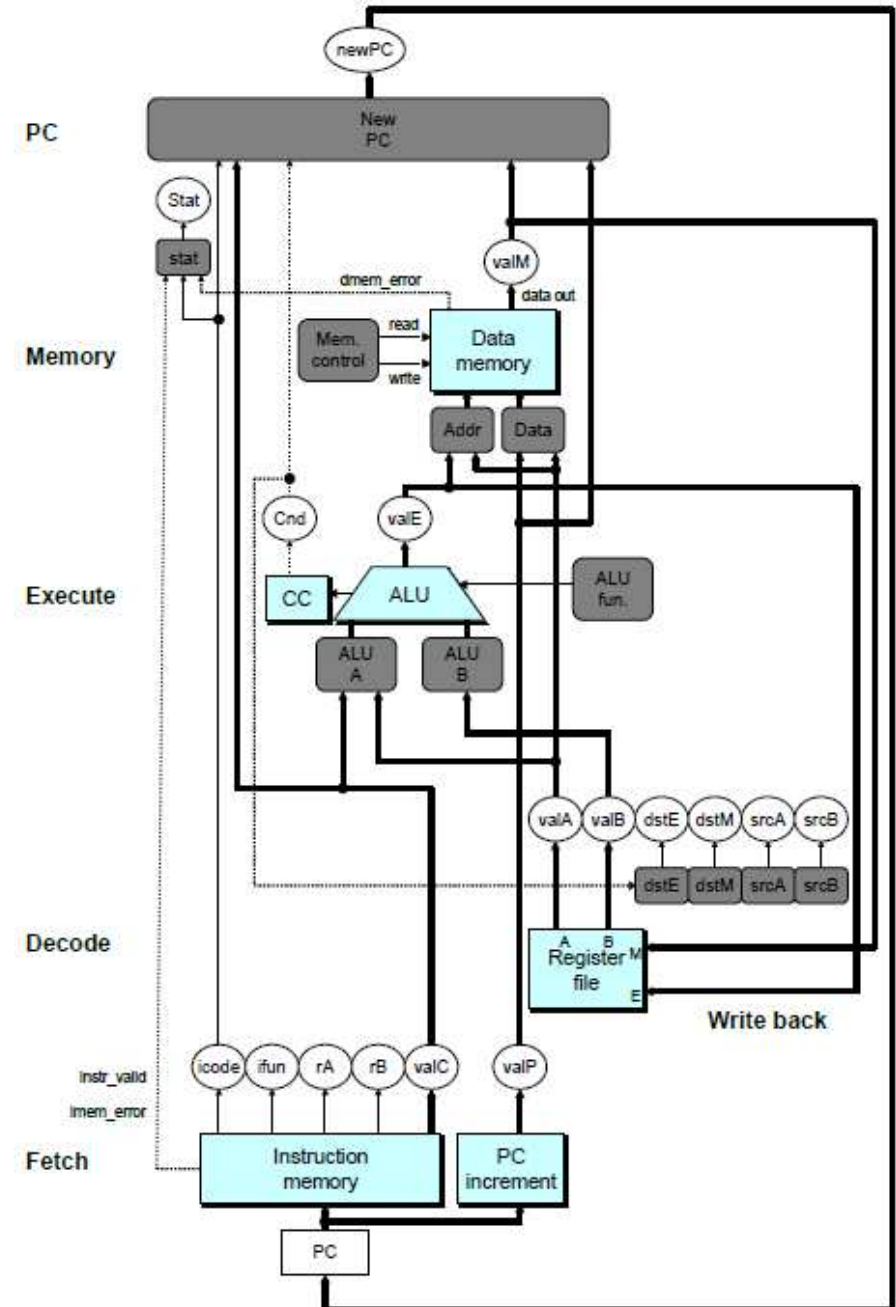 newPC
PC
New
PC
Stat
stat
valM
dmem_error
data out
Memory
Mem.
control
read
write
Data
memory
Addr
Data
Cnd
valE
Execute
CC
ALU
ALU
fun.
ALU
A
ALU
B
valA
valB
dstE
dstM
srcA
srcB
dstE
dstM
srcA
srcB
Decode
A
B
Register
file
M
E
Write back
icode
ifun
rA
rB
valC
valP
Instr_valid
Imem_error
Fetch
Instruction
memory
PC
increment
PC